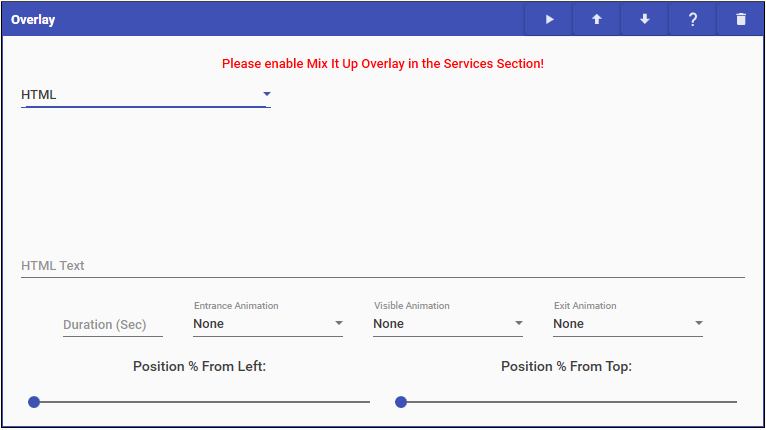 Overlay ?
Please enable Mix It Up Overlay in the Services Section!
HTML
HTML Text
Entrance Animation Visible Animation Exit Animation
Duration (Sec) None None None
Position % From Left: Position % From Top: